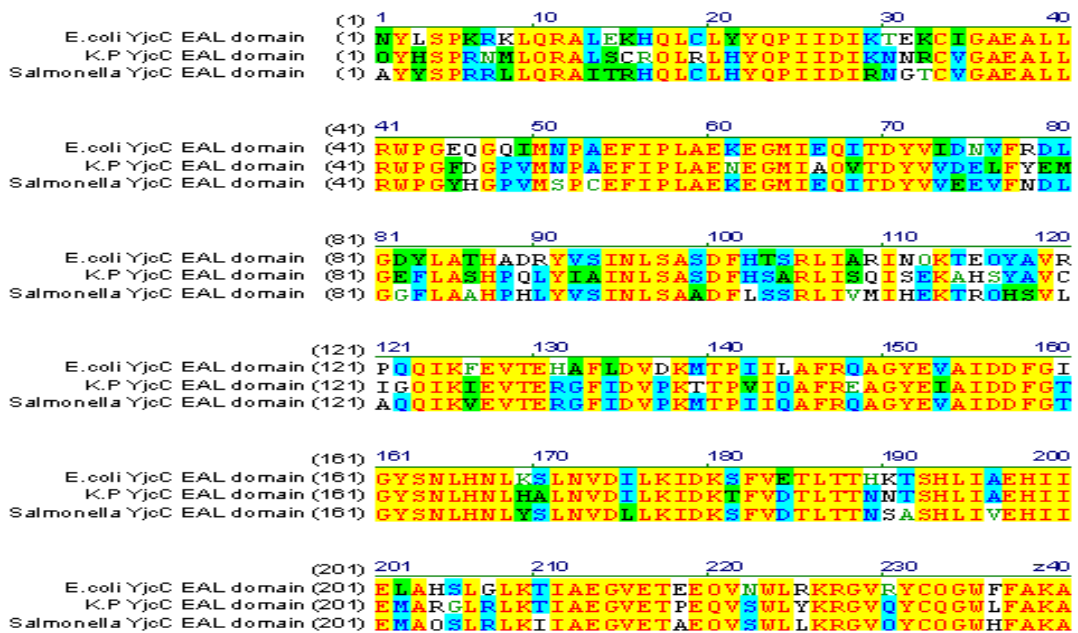 (1) 1 10 20 30 40
E.coli YjcC EAL domain (1) NYLSPKRKLQRALEKHQLCLYYQPIIDIKTEKCIGAEALL
K.P YjcC EAL domain (1) QYHSPRNMLQRALSCRQLRLHYQPIIDIKNNRCVGAEALL
Salmonella YjcC EAL domain (1) AYYSPRRLLQRAITRHQLCLHYQPIIDIRNGTCVGAEALL
(41) 41 50 60 70 80
E.coli YjcC EAL domain (41) RWPGEQGQIMNPAEFIPLAEKEGMIEQITDYVIDNVFRDL
K.P YjcC EAL domain (41) RWPGFDGPVMNPAEFIPLAENEGMIAQVTDYVVDELFYEM
Salmonella YjcC EAL domain (41) RWPGYHGPVMSPCEFIPLAEKEGMIEQITDYVVEEVFNDL
(81) 81 90 100 110 120
E.coli YjcC EAL domain (81) GDYLATHADRYVSINLSASDFHTSRLIARINQKTEQYAVR
K.P YjcC EAL domain (81) GEFLASHPQLYIAINLSASDFHSARLISQISEKAHSYAVC
Salmonella YjcC EAL domain (81) GGFLAAHPHLYVSINLSAADFLSSRLIVMIHEKTRQHSVL
(121) 121 130 140 150 160
E.coli YjcC EAL domain (121) PQQIKFEVTEHAFLDVDKMTPIILAFRQAGYEVAIDDFGI
K.P YjcC EAL domain (121) IGQIKIEVTERGFIDVPKTTPVIQAFREAGYEIAIDDFGT
Salmonella YjcC EAL domain (121) AQQIKVEVTERGFIDVPKMTPIIQAFRQAGYEVAIDDFGT
(161) 161 170 180 190 200
E.coli YjcC EAL domain (161) GYSNLHNLKSLNVDILKIDKSFVETLTTHKTSHLIAEHII
K.P YjcC EAL domain (161) GYSNLHNLHALNVDILKIDKTFVDTLTTNNTSHLIAEHII
Salmonella YjcC EAL domain (161) GYSNLHNLYSLNVDLLKIDKSFVDTLTTNSASHLIVEHII
(201) 201 210 220 230 z40
E.coli YjcC EAL domain (201) ELAHSLGLKTIAEGVETEEQVNWLRKRGVRYCQGWFFAKA
K.P YjcC EAL domain (201) EMARGLRLKTIAEGVETPEQVSWLYKRGVQYCQGWLFAKA
Salmonella YjcC EAL domain (201) EMAQSLRLKIIAEGVETAEQVSWLLKRGVQYCQGWHFAKA